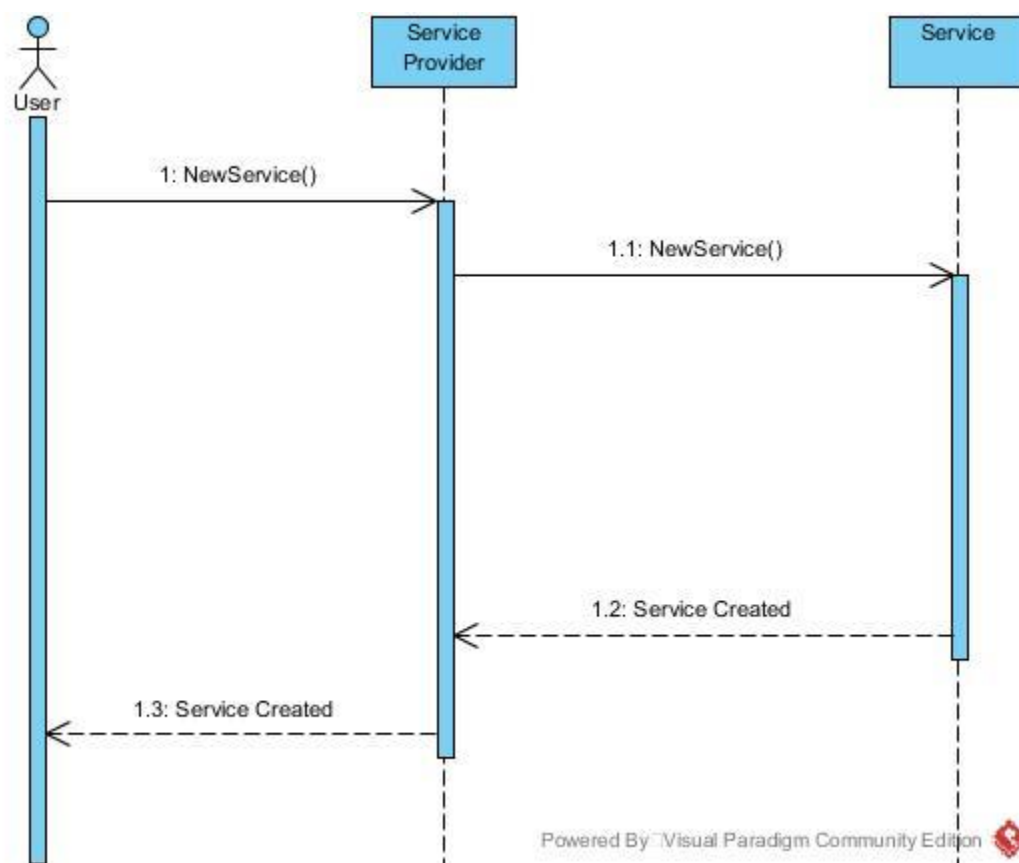 Service
Provider
Service
User
1: NewService()
1.1: NewService()
1.2: Service Created
1.3: Service Created
Powered By Visual Paradigm Community Edition